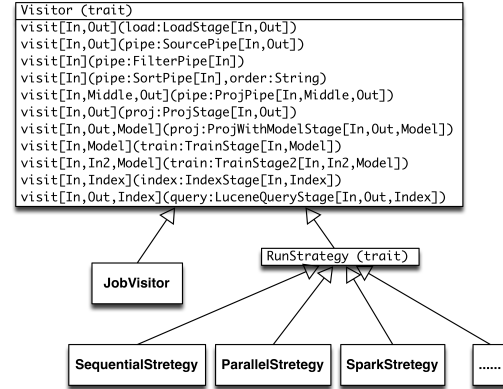 Visitor (trait)
visit[In,Out](load:LoadStage[In,Out])
visit[In,Out](pipe:SourcePipe[In,Out])
visit[In](pipe:FilterPipe[In])
visit[In](pipe:SortPipe[In],order:String)
visit[In,Middle,Out](pipe:ProjPipe[In,Middle,Out])
visit[In,Out](proj:ProjStage[In,Out])
visit[In,Out,Model](proj:ProjWithModelStage[In,Out,Model])
visit[In,Model](train:TrainStage[In,Model])
visit[In,In2,Model](train:TrainStage2[In,In2,Model])
visit[In,Index](index:IndexStage[In,Index])
visit[In,Out,Index](query:LuceneQueryStage[In,Out,Index])
RunStrategy (trait)
JobVisitor
SequentialStretegy ParallelStretegy SparkStretegy ......